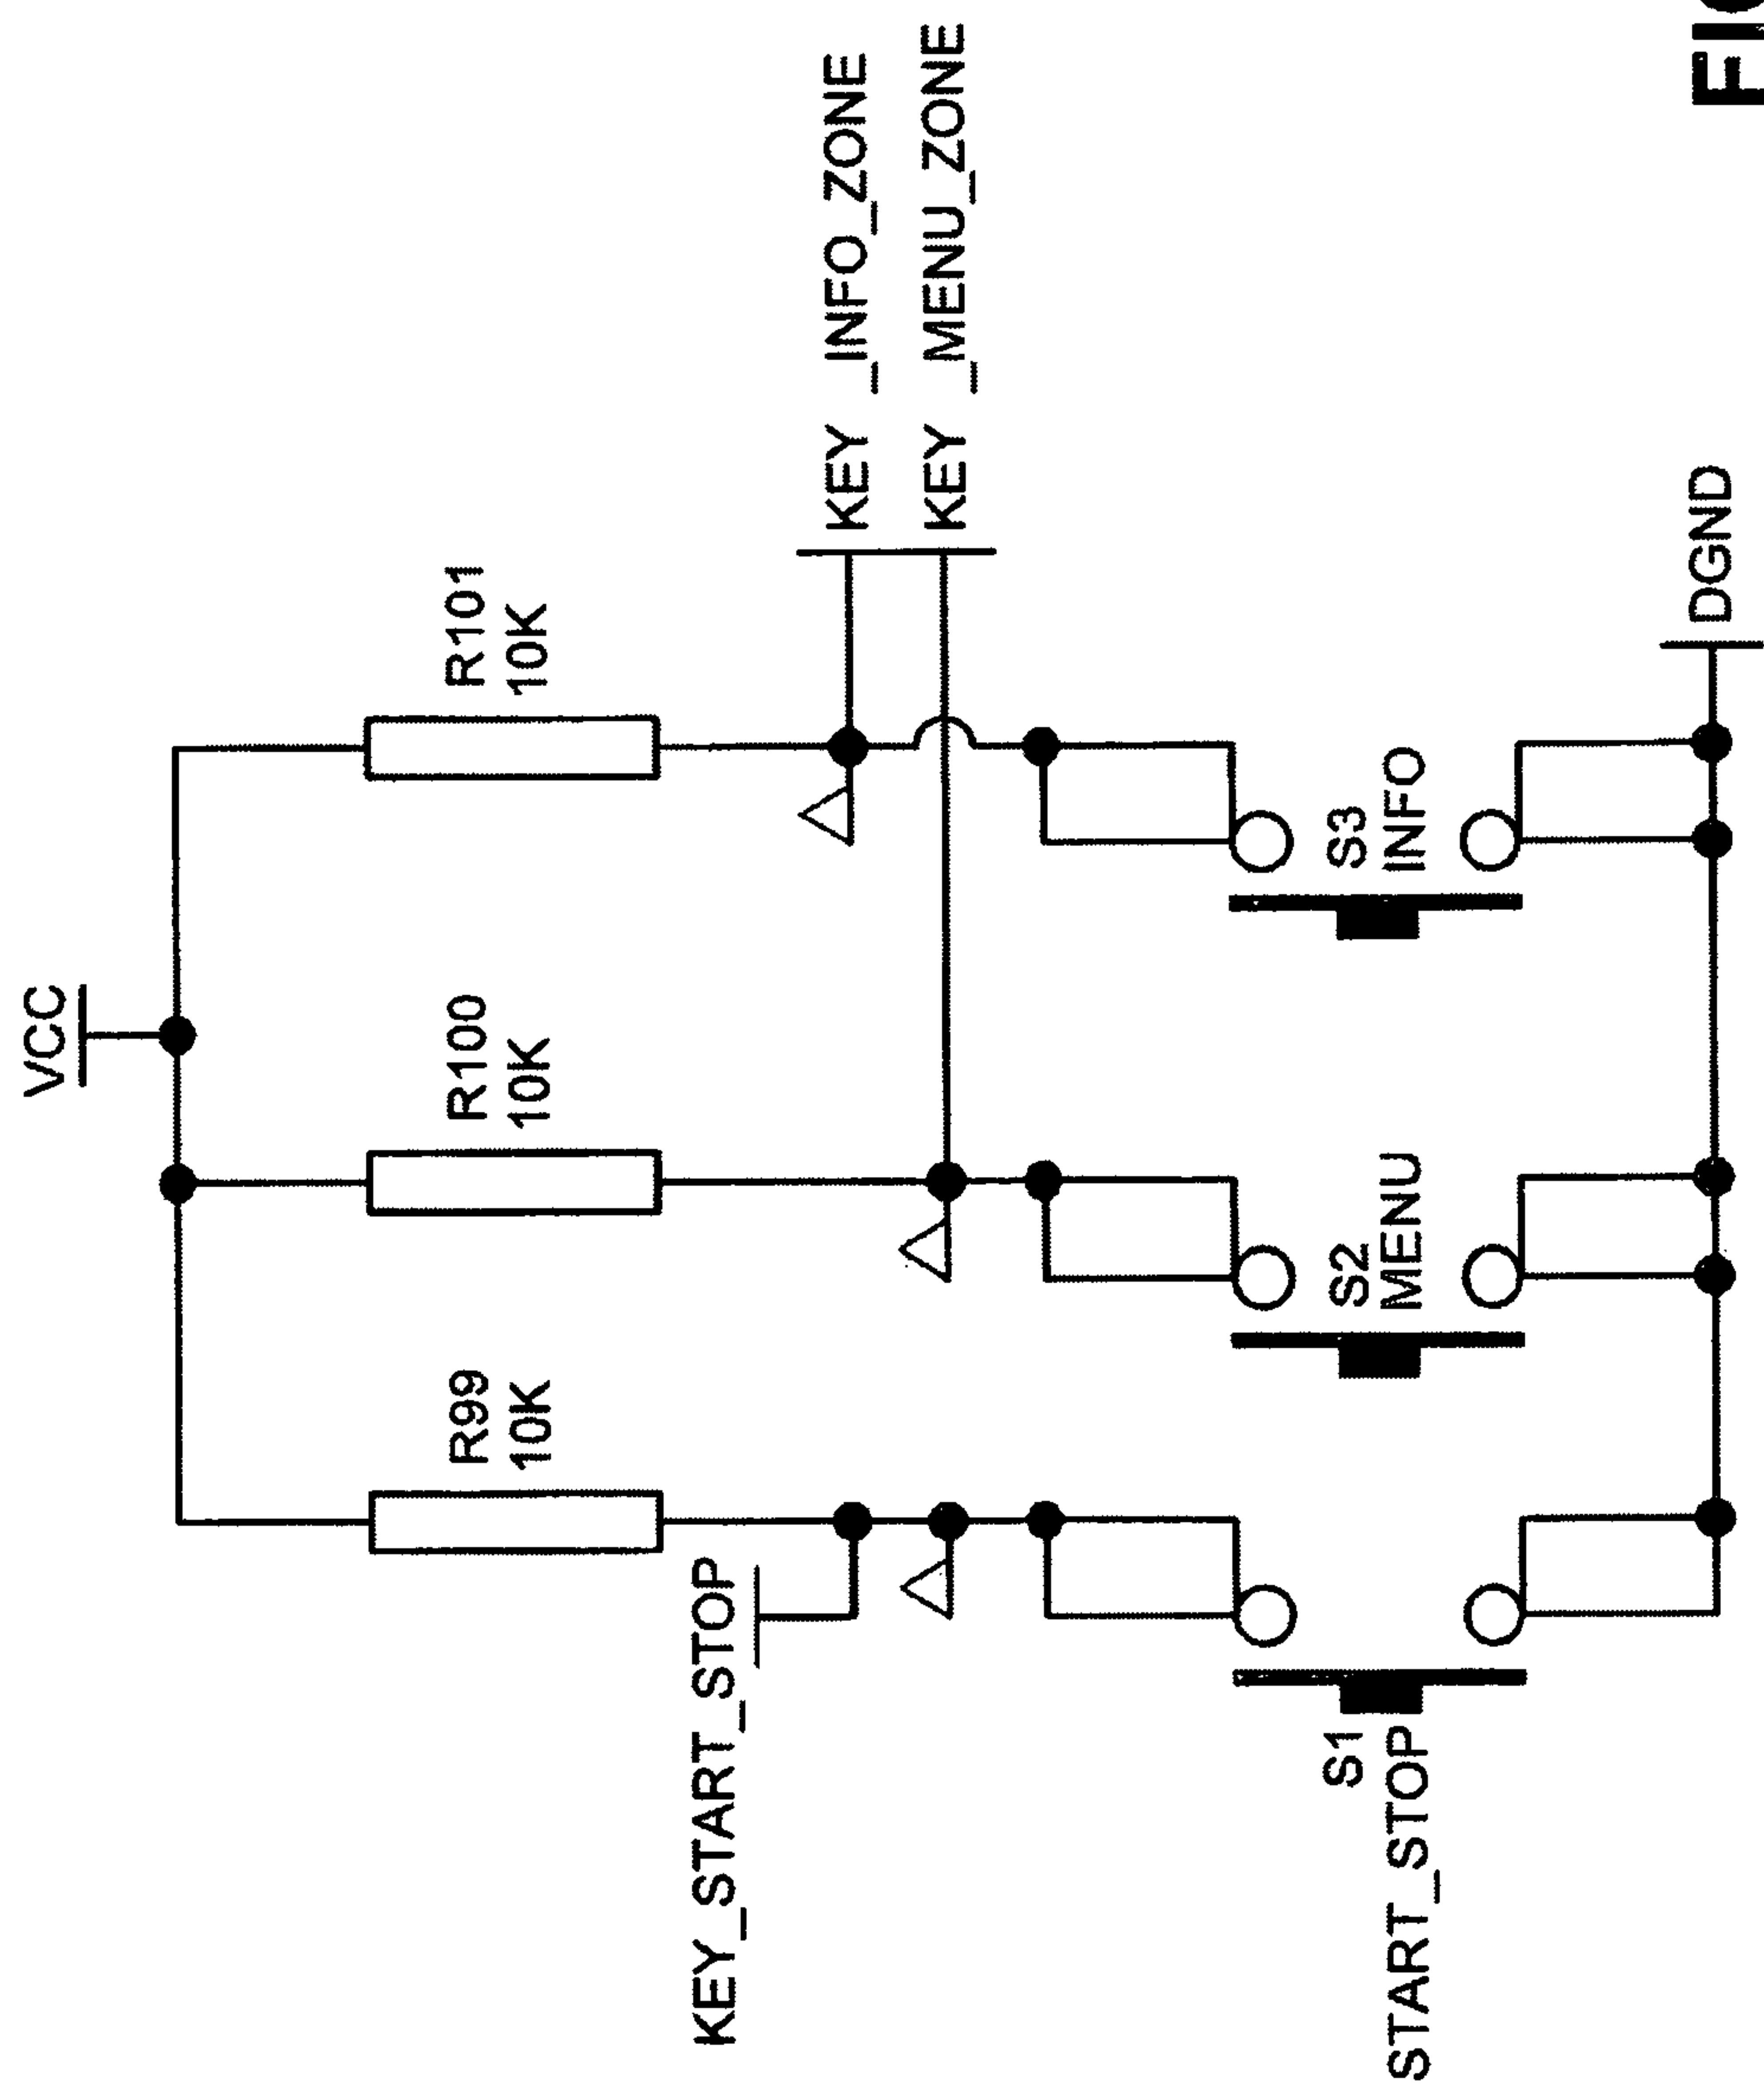 VCC
R99
10K
R100
10K
R101
10K
KEY_START_STOP
KEY _INFO_ZONE
KEY _MENU_ZONE
S1
START_STOP
S2
MENU
S3
INFO
DGND